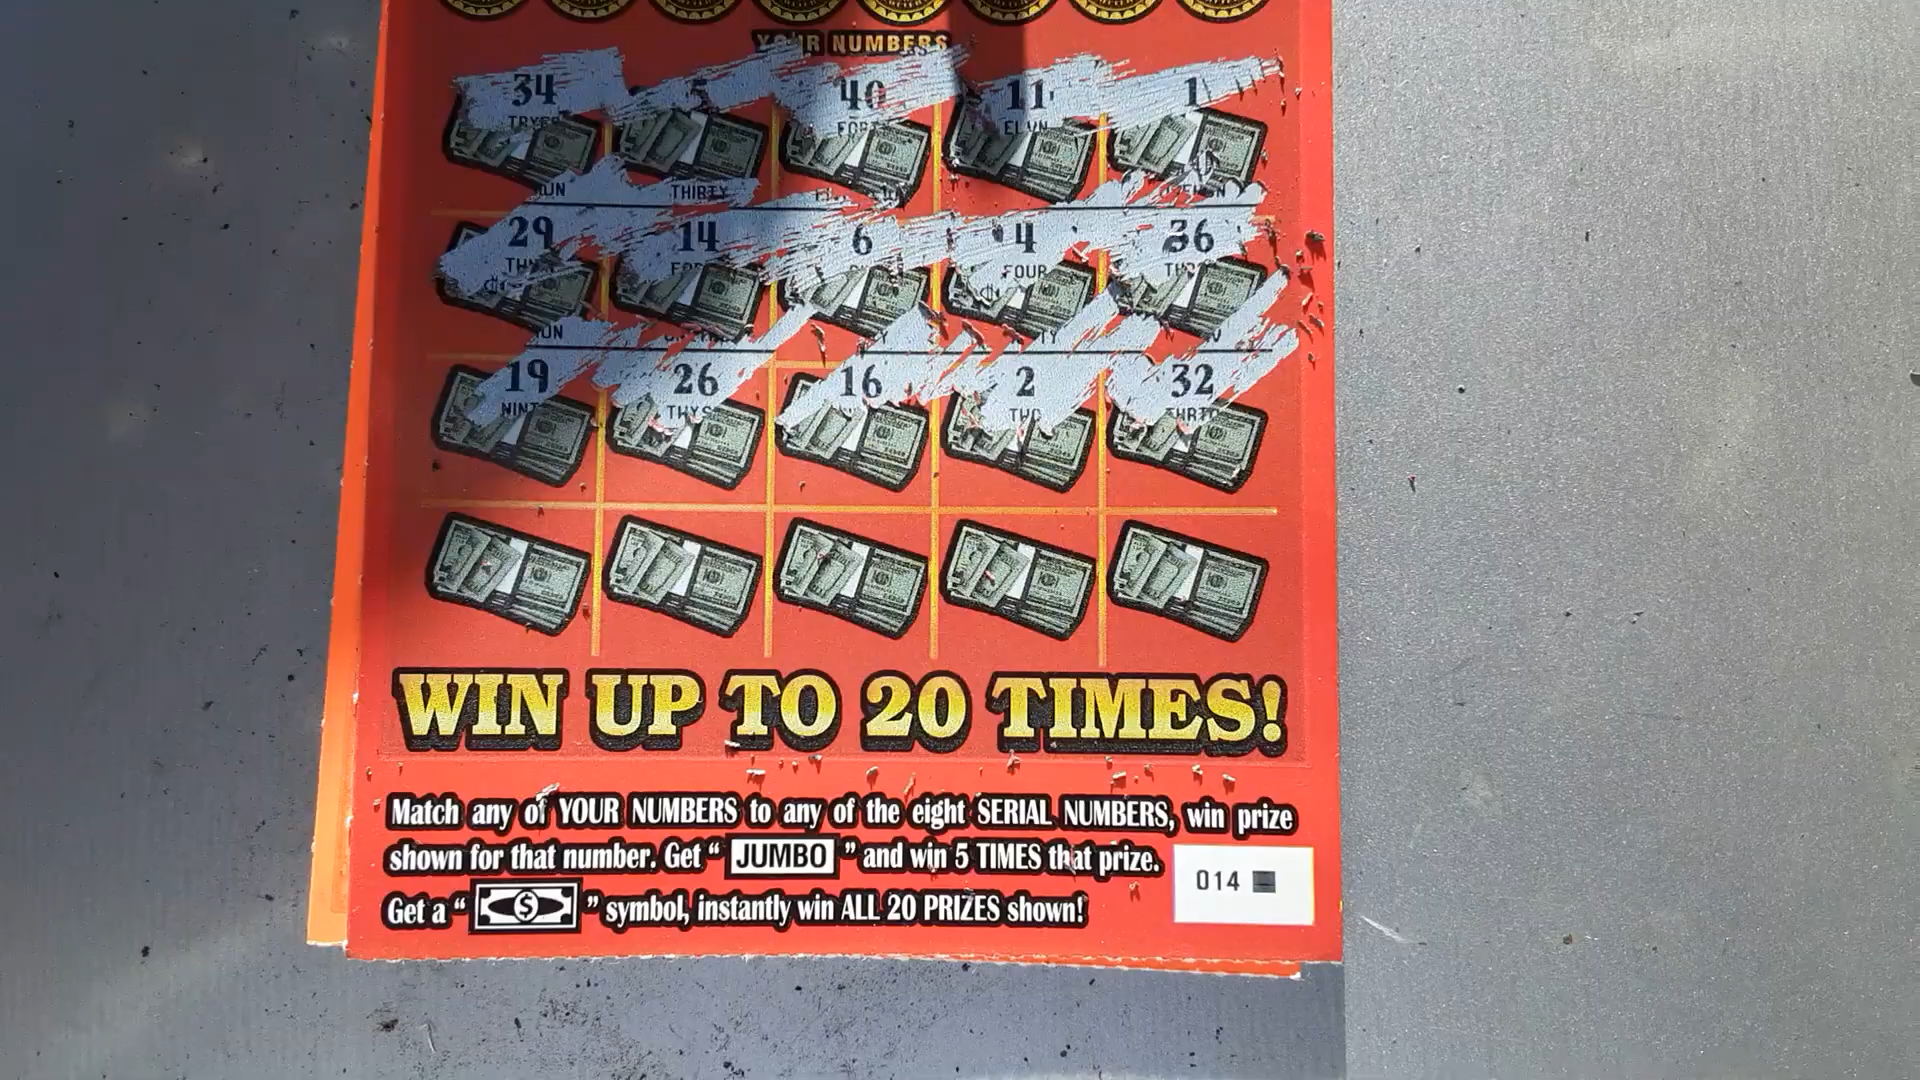 YOUR NUMBERS
34 5 40 11 1
ELVN
THIRTY
29 14 6 4 36
FOUR
19 26 16 2 32
THYS
WIN UP TO 20 TIMES!
Match any of YOUR NUMBERS to any of the eight SERIAL NUMBERS, win prize
shown for that number. Get “ JUMBO ” and win 5 TIMES that prize.
Get a “ $ ” symbol, instantly win ALL 20 PRIZES shown!
014